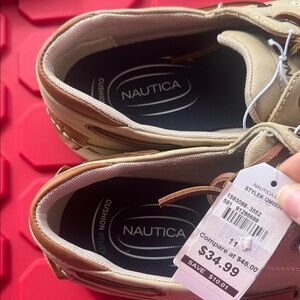 NAUTICA
CUSHION
NAUTICA
CUSHION
NAUTICA
STYLE#
11
Compare at $45.00
$34.99
SAVE $10.01